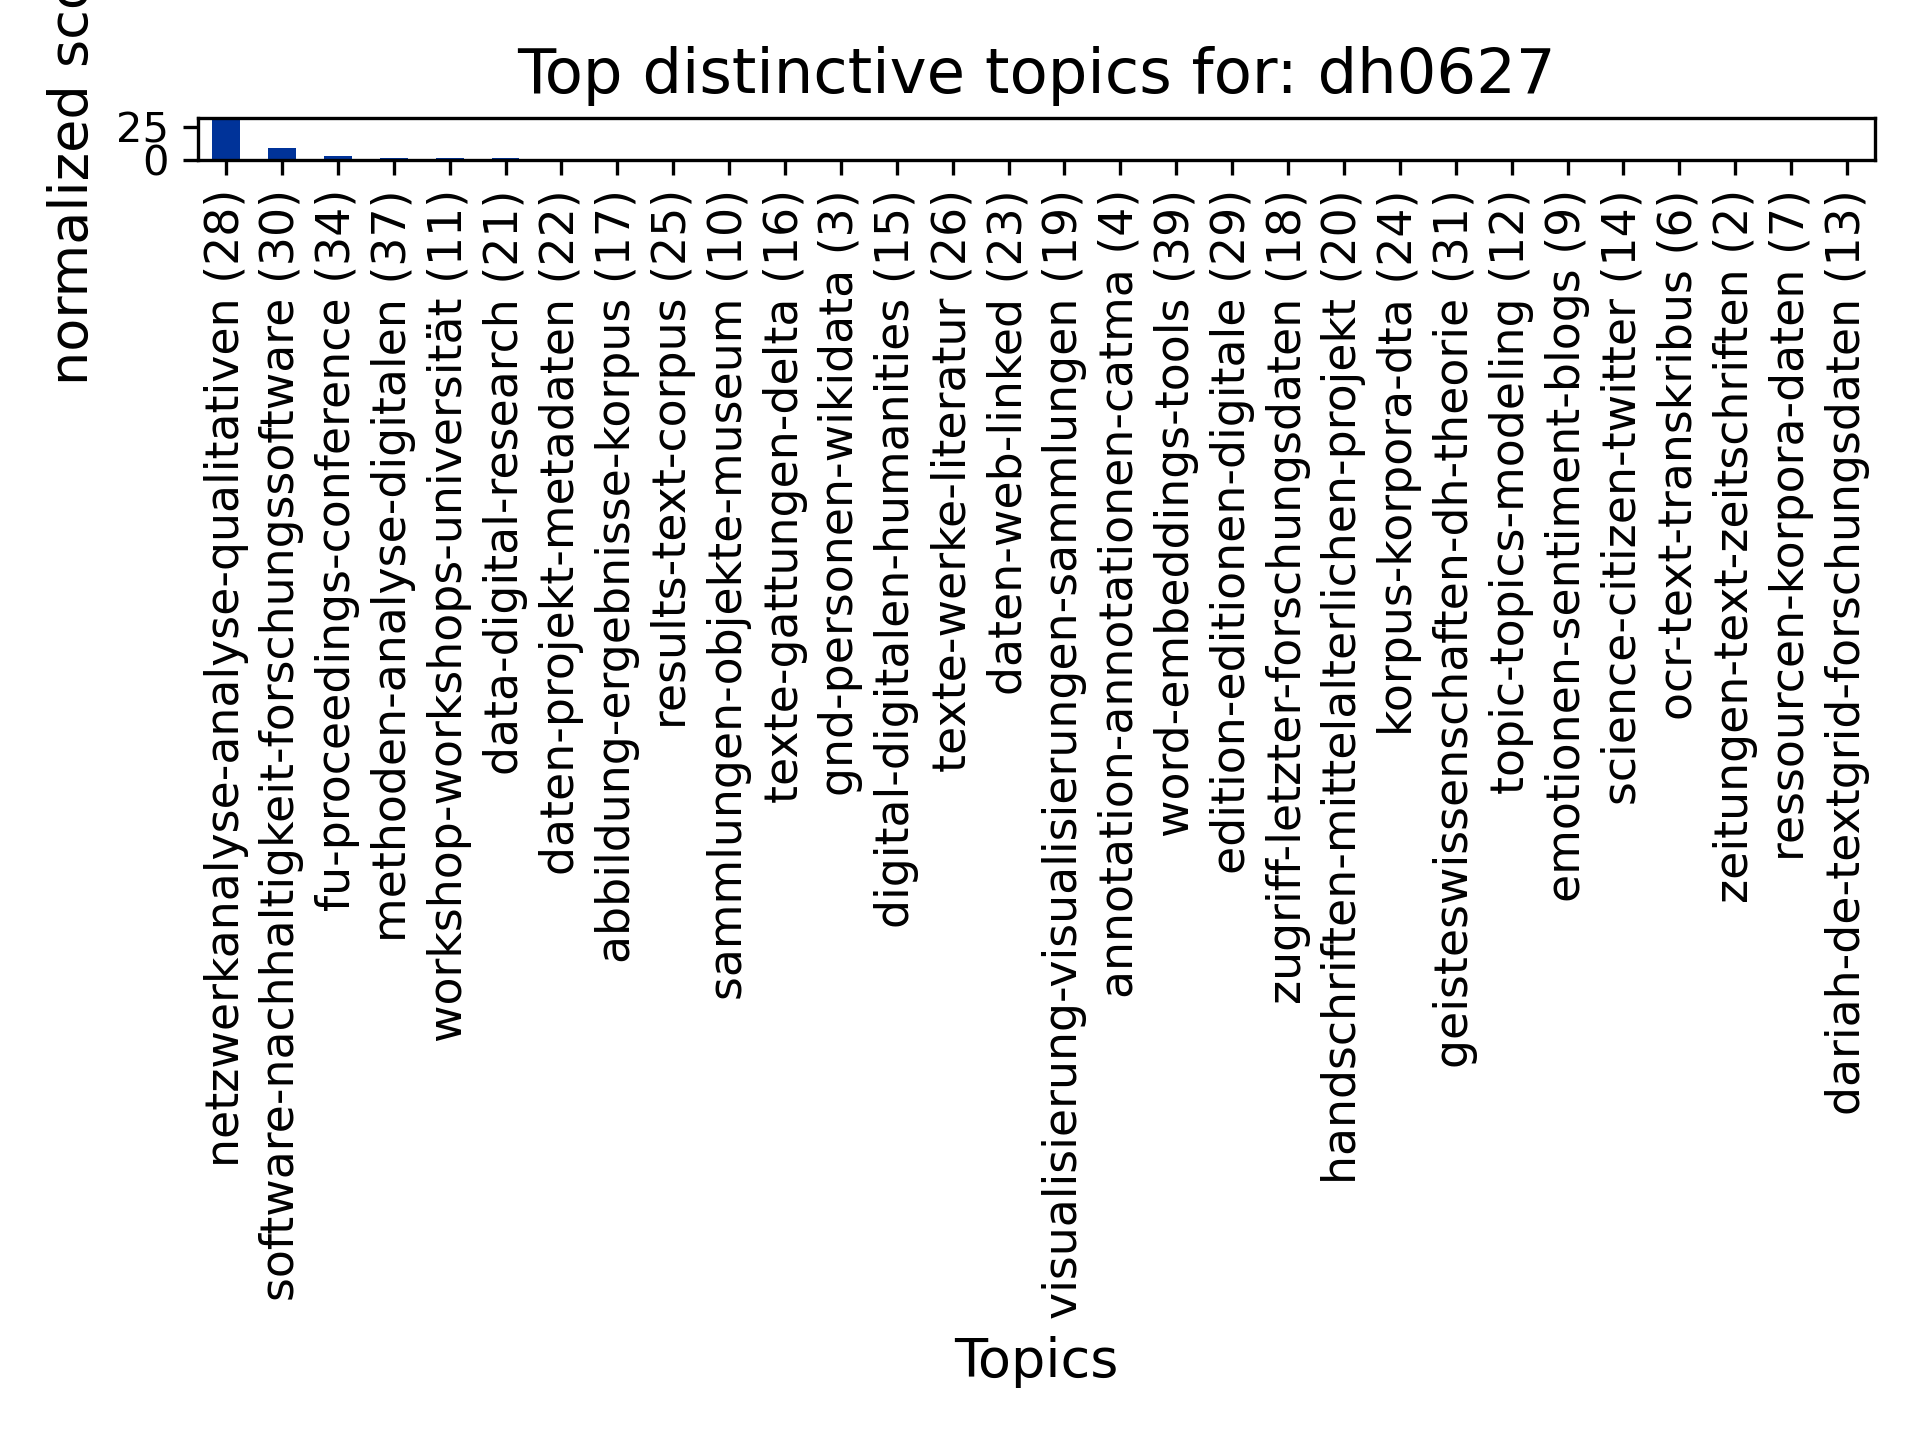 Top distinctive topics for: dh0627
normalized
25
0
netzwerkanalyse-analyse-qualitativen (28)
software-nachhaltigkeit-forschungssoftware (30)
fu-proceedings-conference (34)
methoden-analyse-digitalen (37)
workshop-workshops-universität (11)
data-digital-research (21)
daten-projekt-metadaten (22)
abbildung-ergebnisse-korpus (17)
results-text-corpus (25)
sammlungen-objekte-museum (10)
texte-gattungen-delta (16)
gnd-personen-wikidata (3)
digital-digitalen-humanities (15)
texte-werke-literatur (26)
daten-web-linked (23)
visualisierung-visualisierungen-sammlungen (19)
annotation-annotationen-catma (4)
word-embeddings-tools (39)
edition-editionen-digitale (29)
zugriff-letzter-forschungsdaten (18)
handschriften-mittelalterlichen-projekt (20)
korpus-korpora-dta (24)
geisteswissenschaften-dh-theorie (31)
topic-topics-modeling (12)
emotionen-sentiment-blogs (9)
science-citizen-twitter (14)
ocr-text-transkribus (6)
zeitungen-text-zeitschriften (2)
ressourcen-korpora-daten (7)
dariah-de-textgrid-forschungsdaten (13)
Topics